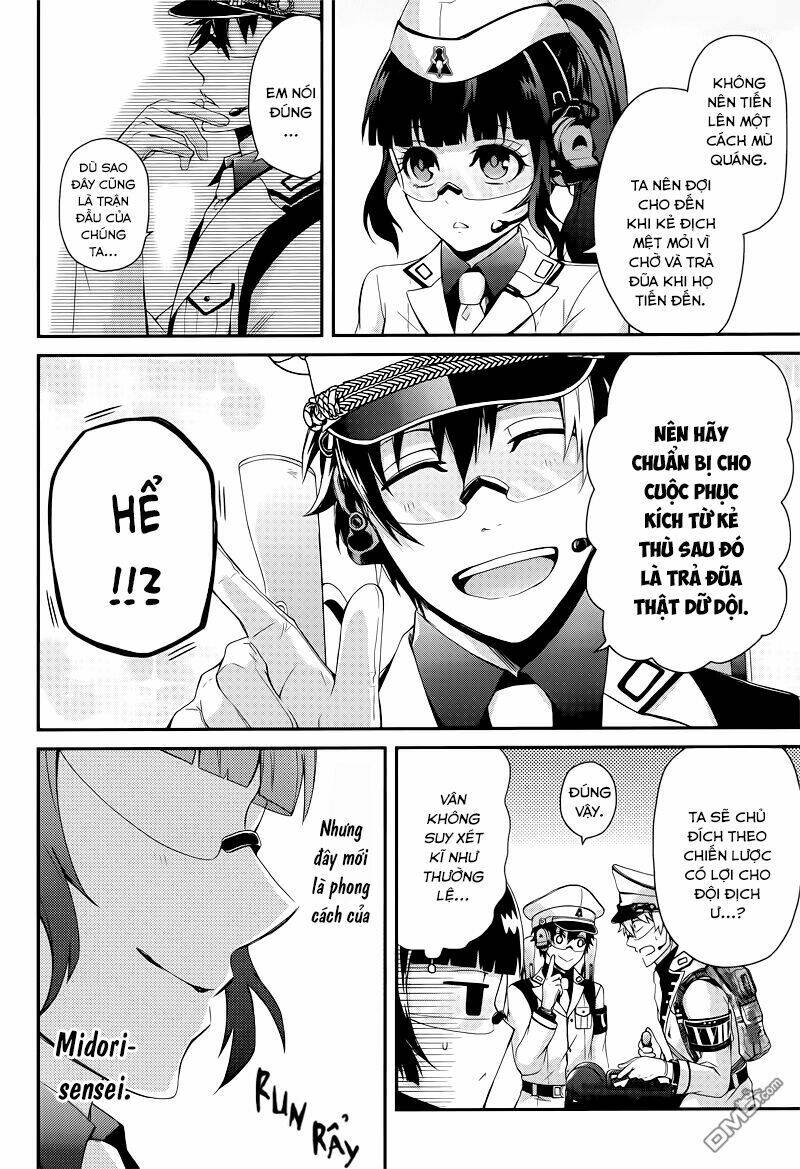 KHÔNG
NÊN TIẾN
LÊN MỘT
CÁCH MÙ
QUÁNG.
TA NÊN ĐỢI
CHO ĐẾN
KHI KẺ ĐỊCH
MỆT MỎI VÌ
CHỜ VÀ TRẢ
ĐŨA KHI HỌ
TIẾN ĐẾN.
EM NÓI
ĐÚNG
...
DÙ SAO
ĐÂY CŨNG
LÀ TRẬN
ĐẤU CỦA
CHÚNG
TA...
NÊN HÃY
CHUẨN BỊ CHO
CUỘC PHỤC
KÍCH TỪ KẺ
THÙ SAU ĐÓ
LÀ TRẢ ĐŨA
THẬT DỮ DỘI.
HỂ
!!?
TA SẼ CHỦ
ĐÍCH THEO
CHIẾN LƯỢC
CÓ LỢI CHO
ĐỘI ĐỊCH
Ư...?
ĐÚNG
VẬY.
VẪN
KHÔNG
SUY XÉT
KĨ NHƯ
THƯỜNG
LỆ...
Nhưng
đây mới
là phong
cách của
Midori-
sensei.
RUN RẨY